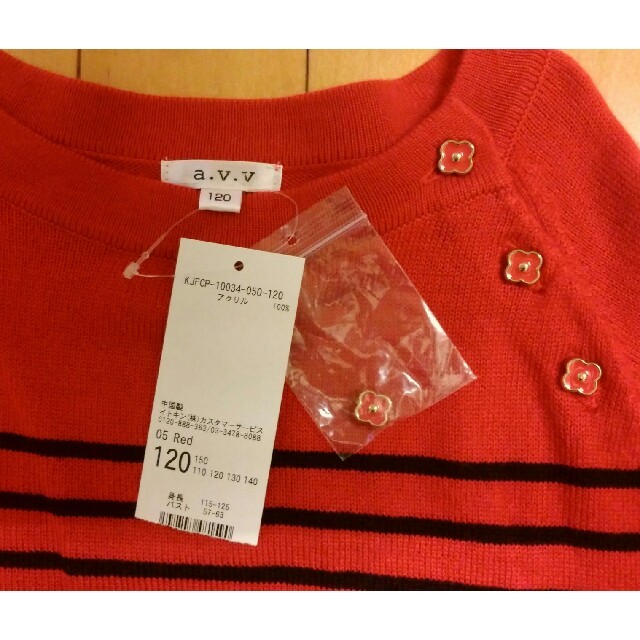 a.v.v
120
KJFCP-10034-050-120
アクリル 100%
中国製
イトキン(株)カスタマーサービス
05 Red
120 150
110 120 130 140
身長 115-125
バスト 57-63